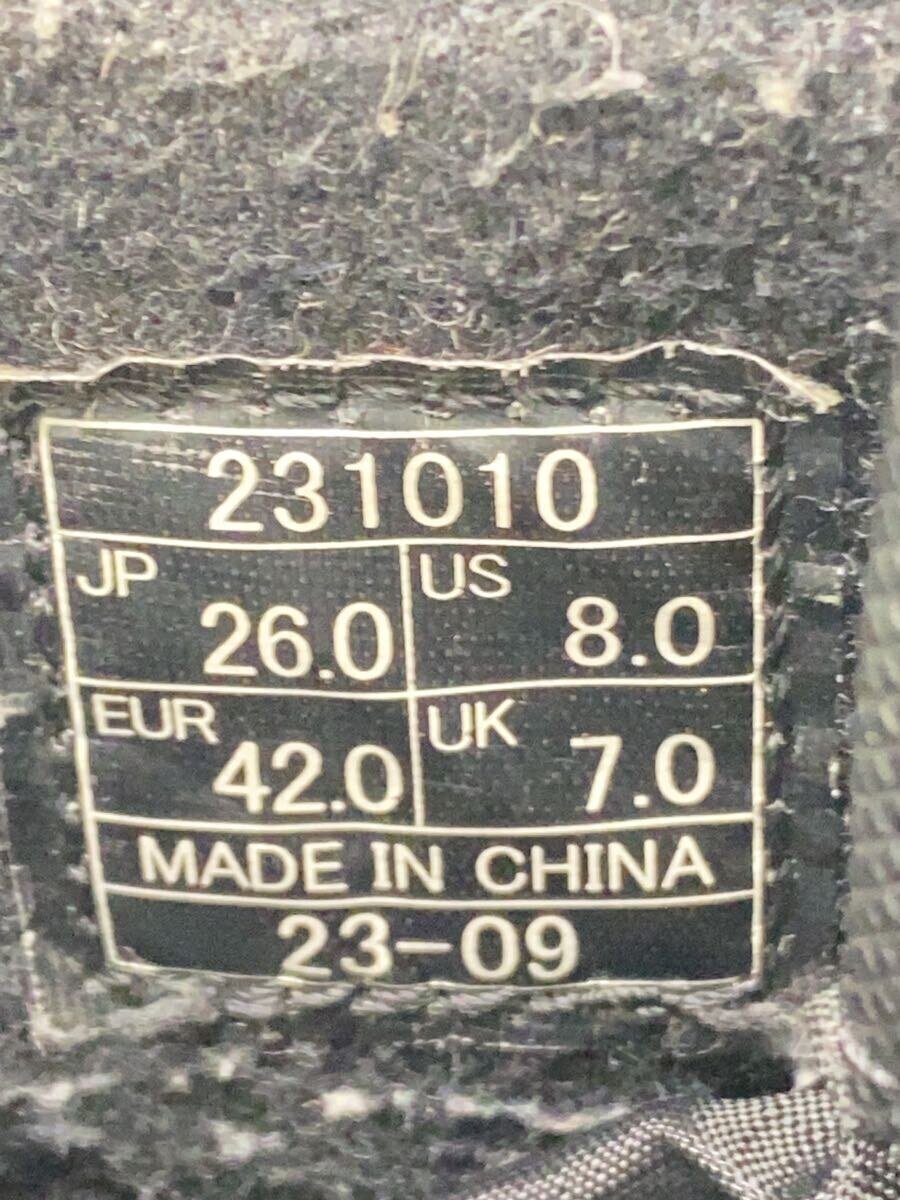 231010
JP 26.0 US 8.0
EUR 42.0 UK 7.0
MADE IN CHINA
23-09